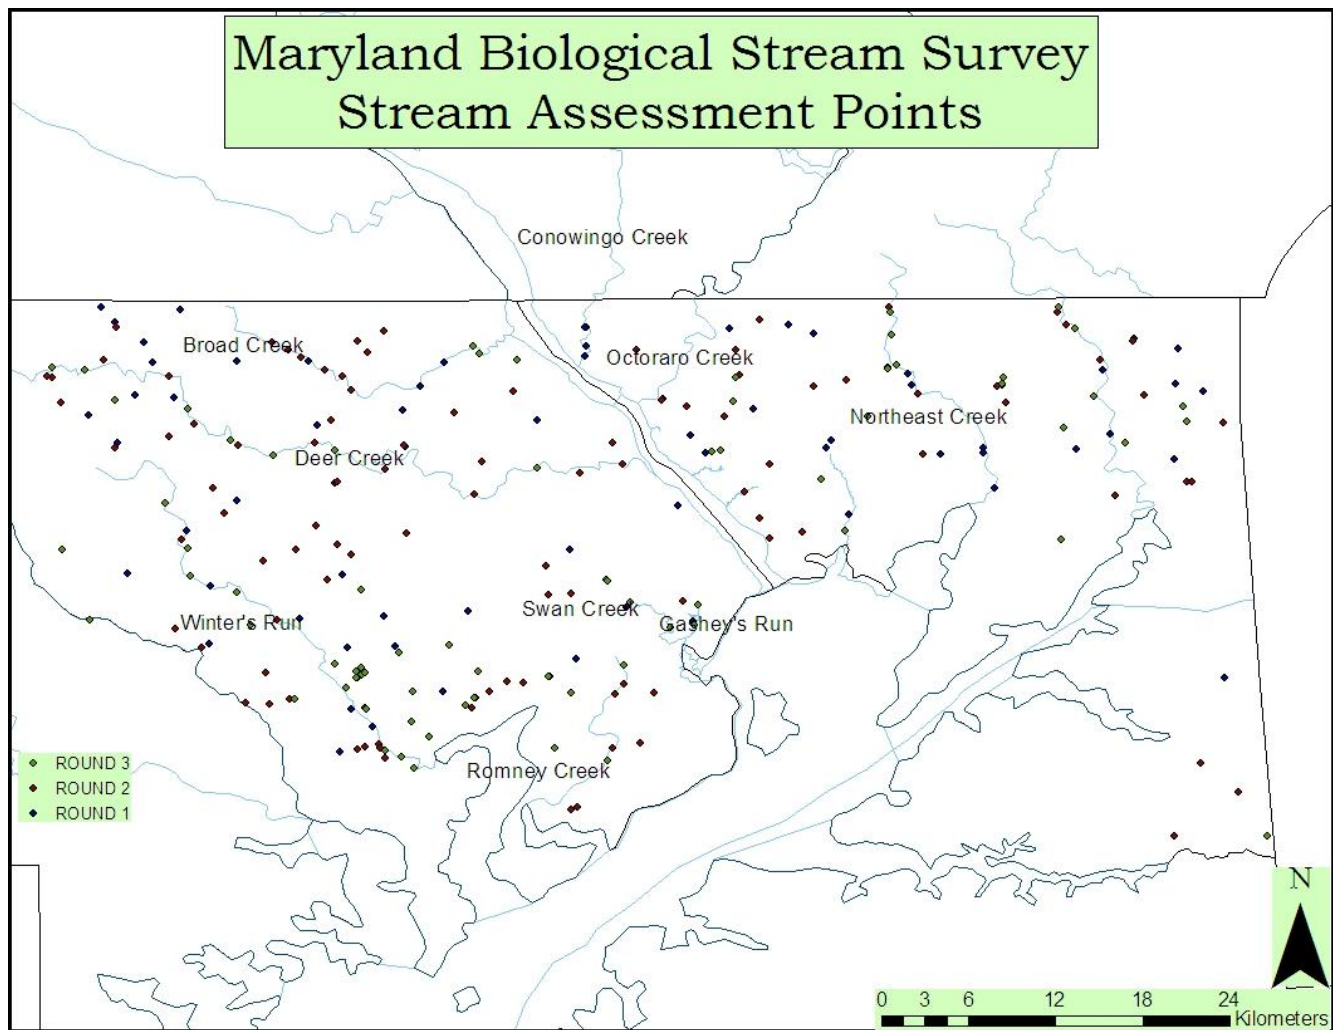 Maryland Biological Stream Survey
Stream Assessment Points
Conowingo Creek
Broad Creek
Octoraro Creek
Northeast Creek
Deer Creek
Swan Creek
Winter's Run
Gashey's Run
ROUND 3
ROUND 2
ROUND 1
Romney Creek
N
0 3 6 12 18 24
Kilometers